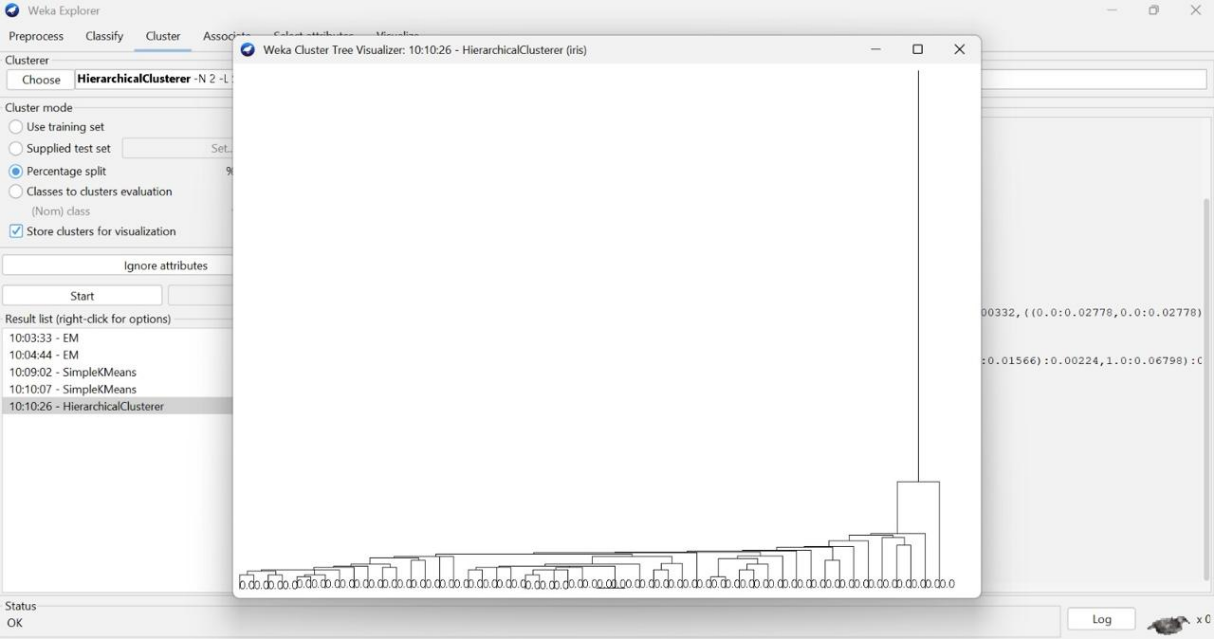 Weka Explorer
Preprocess Classify Cluster
Weka Cluster Tree Visualizer: 10:10:26 - HierarchicalClusterer (iris)
Clusterer
Choose HierarchicalClusterer -N 2 -L
Cluster mode
Use training set
Supplied test set Set..
Percentage split %
Classes to clusters evaluation
(Nom) class
Store clusters for visualization
Ignore attributes
Start
Result list (right-click for options)
10:03:33 - EM
10:04:44 - EM
10:09:02 - SimpleKMeans
10:10:07 - SimpleKMeans
10:10:26 - HierarchicalClusterer
00332,((0.0:0.02778,0.0:0.02778)
:0.01566):0.00224,1.0:0.06798):0
Status
OK
Log
x 0